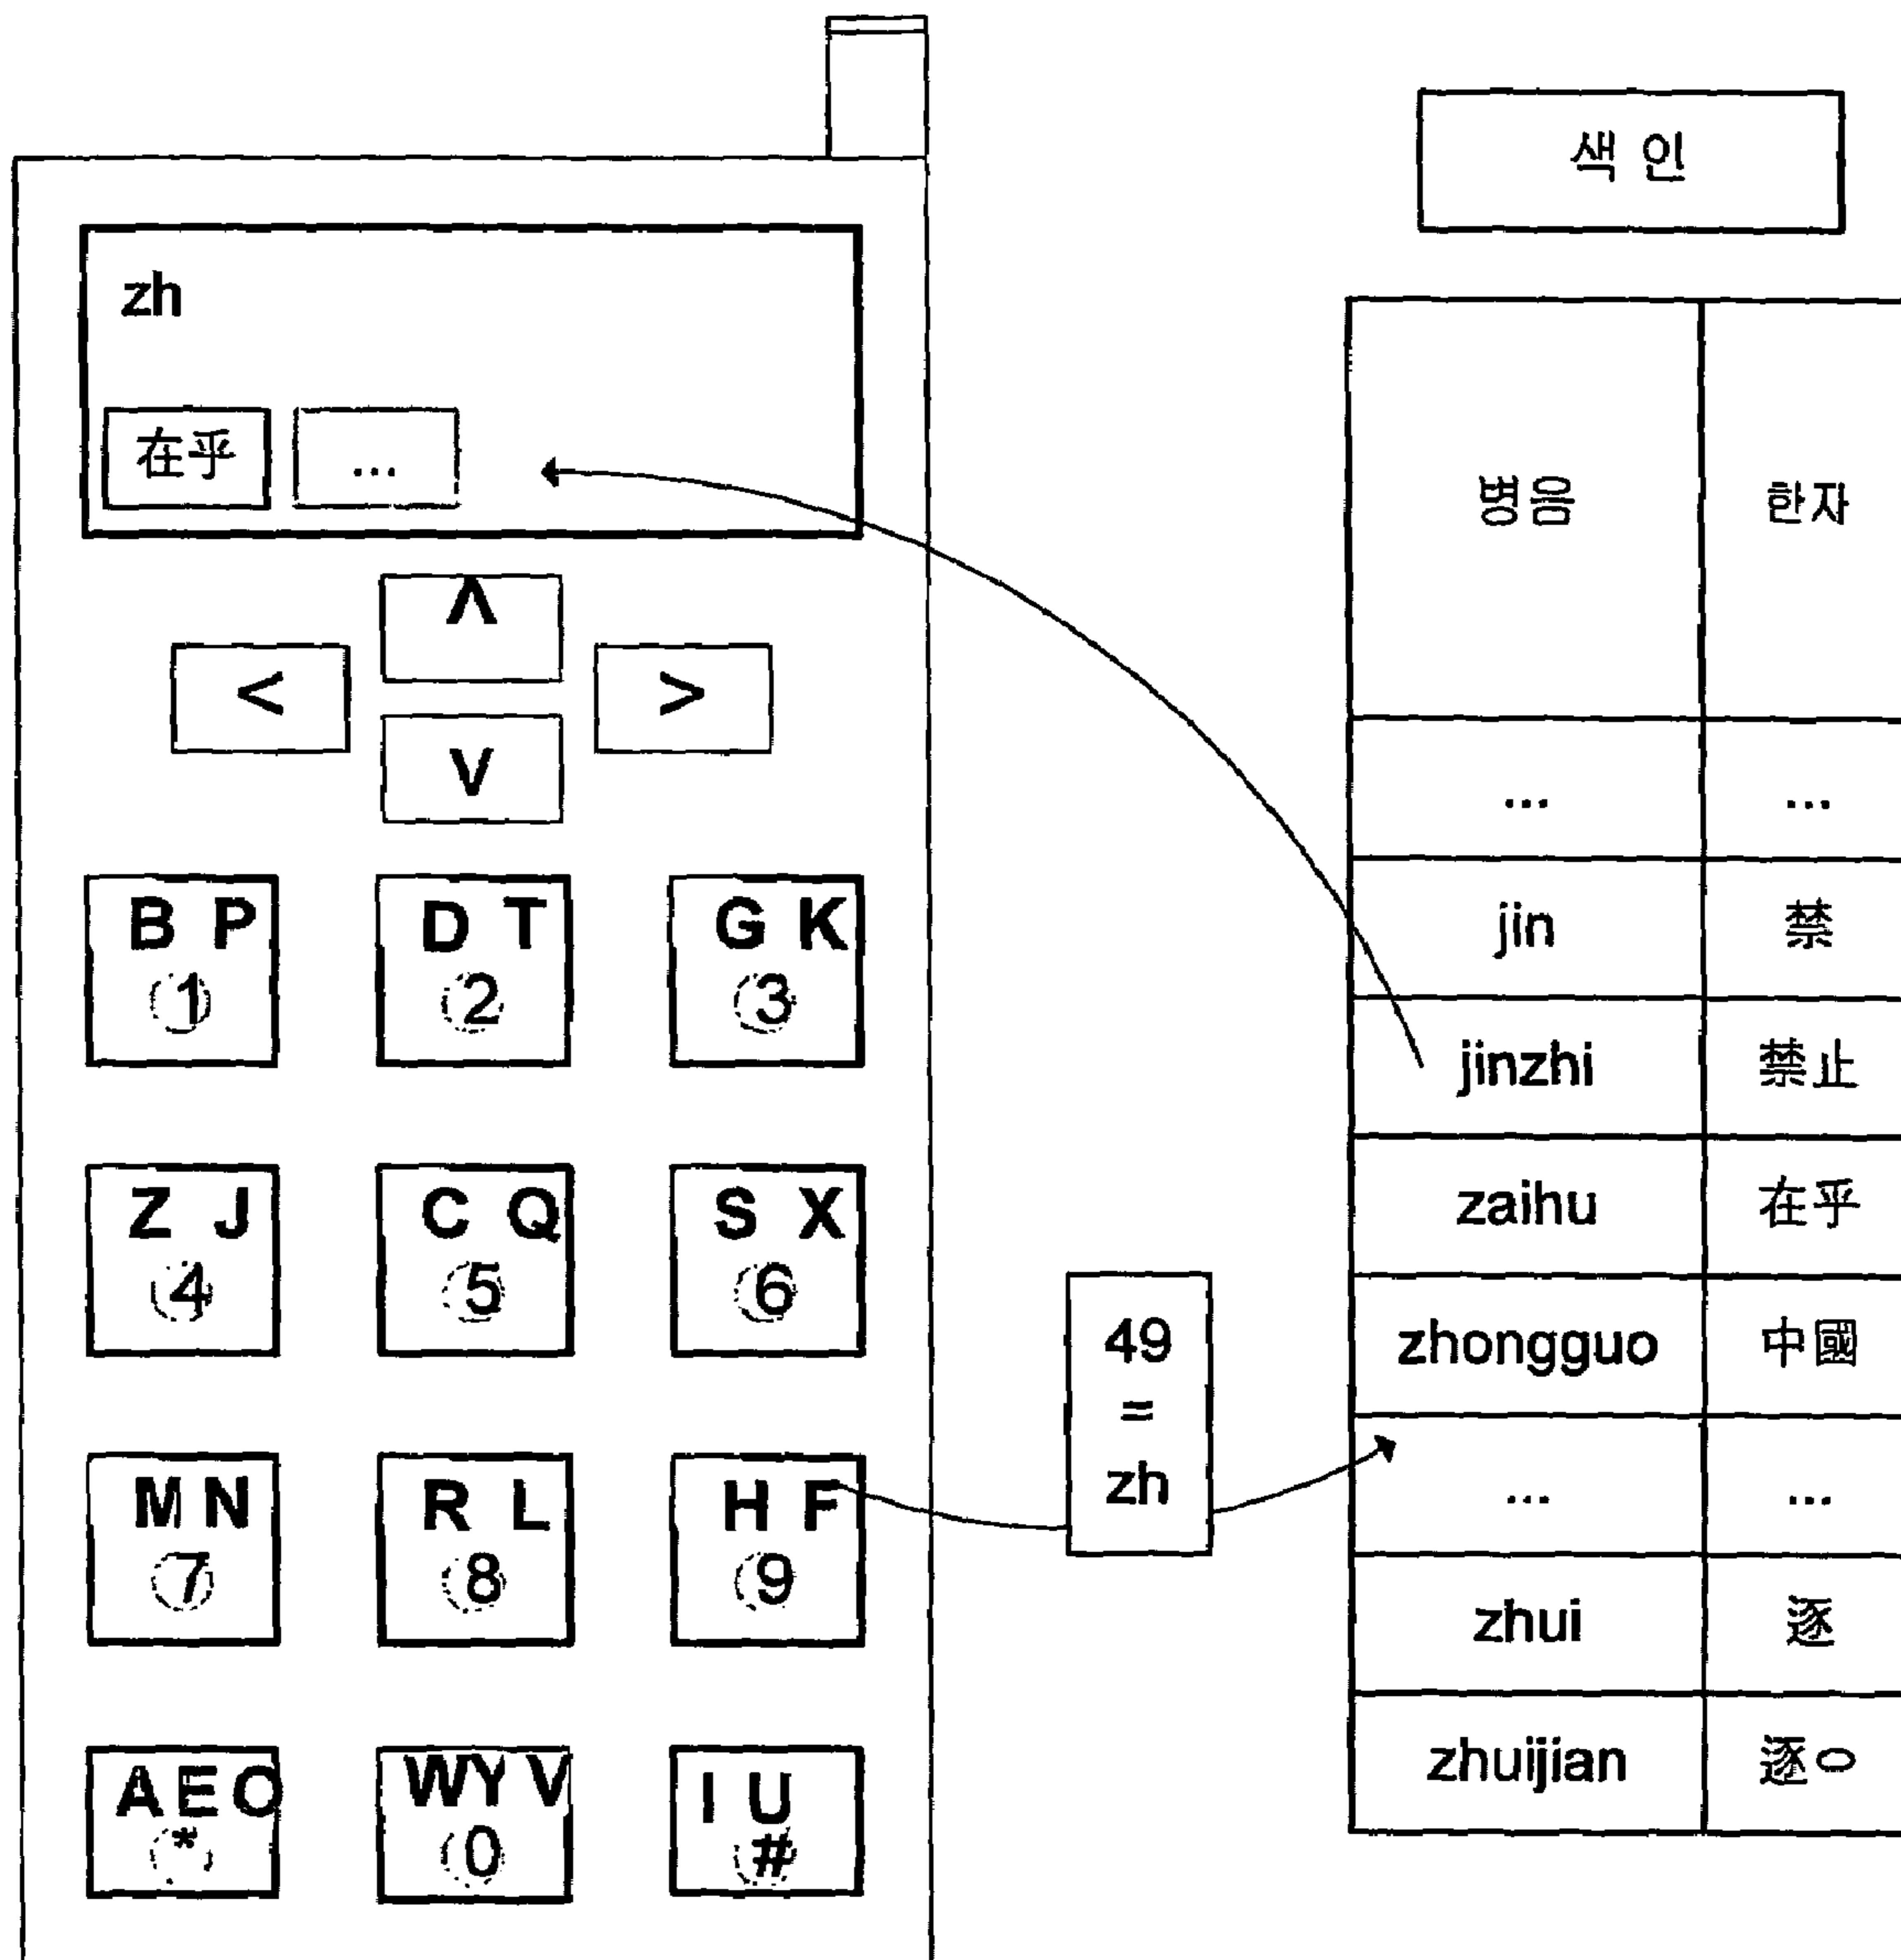 zh
在乎 ...
<
^
v
>
B P
1
D T
2
G K
3
Z J
4
C Q
5
S X
6
M N
7
R L
8
H F
9
A E O
*
W Y V
0
I U
#
49
=
zh
색 인
병음 한자
... ...
jin 禁
jinzhi 禁止
zaihu 在乎
zhongguo 中國
... ...
zhui 逐
zhuijian 逐○